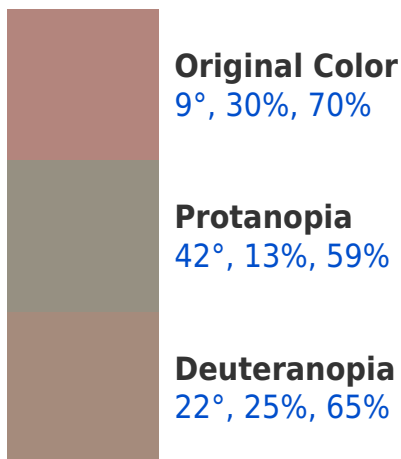 Original Color
9°, 30%, 70%
Protanopia
42°, 13%, 59%
Deuteranopia
22°, 25%, 65%